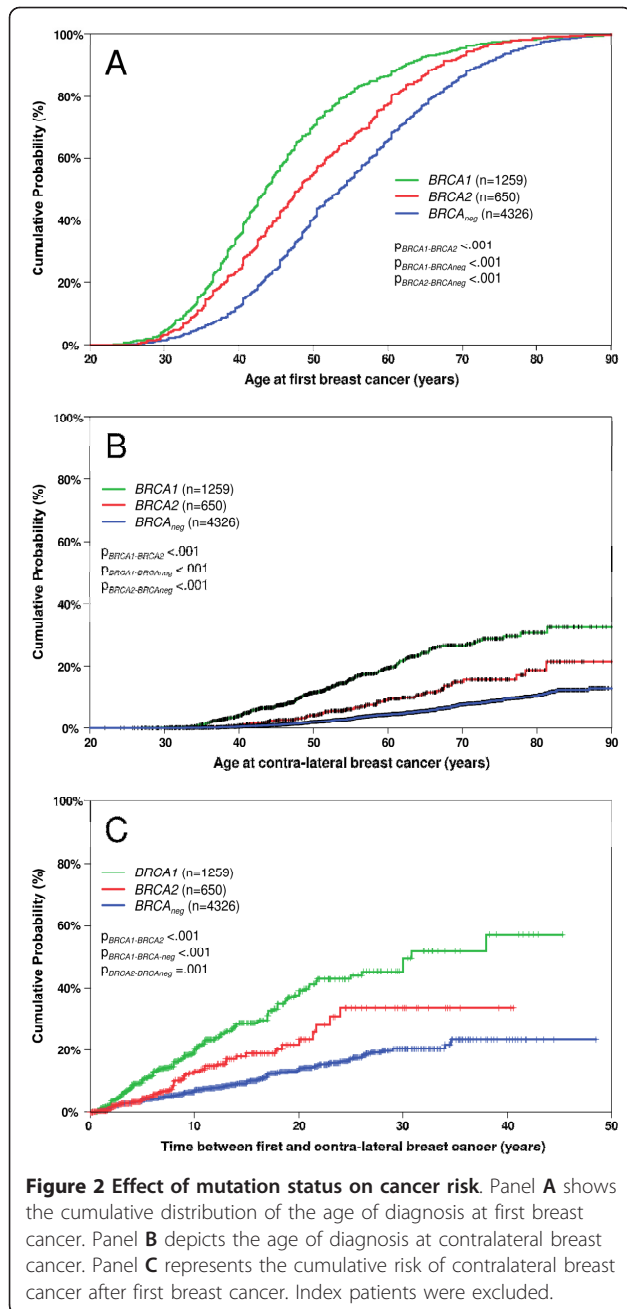 A
100%
80%
60%
40%
20%
0%
Cumulative Probability (%)
BRCA1 (n=1259)
BRCA2 (n=650)
BRCAneg (n=4326)
pBRCA1-BRCA2 <.001
pBRCA1-BRCAneg <.001
pBRCA2-BRCAneg <.001
20 30 40 50 60 70 80 90
Age at first breast cancer (years)
B
100%
80%
60%
40%
20%
0%
Cumulative Probability (%)
BRCA1 (n=1259)
BRCA2 (n=650)
BRCAneg (n=4326)
pBRCA1-BRCA2 <.001
pBRCA1-BRCAneg <.001
pBRCA2-BRCAneg <.001
20 30 40 50 60 70 80 90
Age at contra-lateral breast cancer (years)
C
100%
80%
60%
40%
20%
0%
Cumulative Probability (%)
BRCA1 (n=1259)
BRCA2 (n=650)
BRCAneg (n=4326)
pBRCA1-BRCA2 <.001
pBRCA1-BRCA-neg <.001
pBRCA2-BRCAneg =.001
0 10 20 30 40 50
Time between first and contra-lateral breast cancer (years)
Figure 2 Effect of mutation status on cancer risk. Panel A shows
the cumulative distribution of the age of diagnosis at first breast
cancer. Panel B depicts the age of diagnosis at contralateral breast
cancer. Panel C represents the cumulative risk of contralateral breast
cancer after first breast cancer. Index patients were excluded.